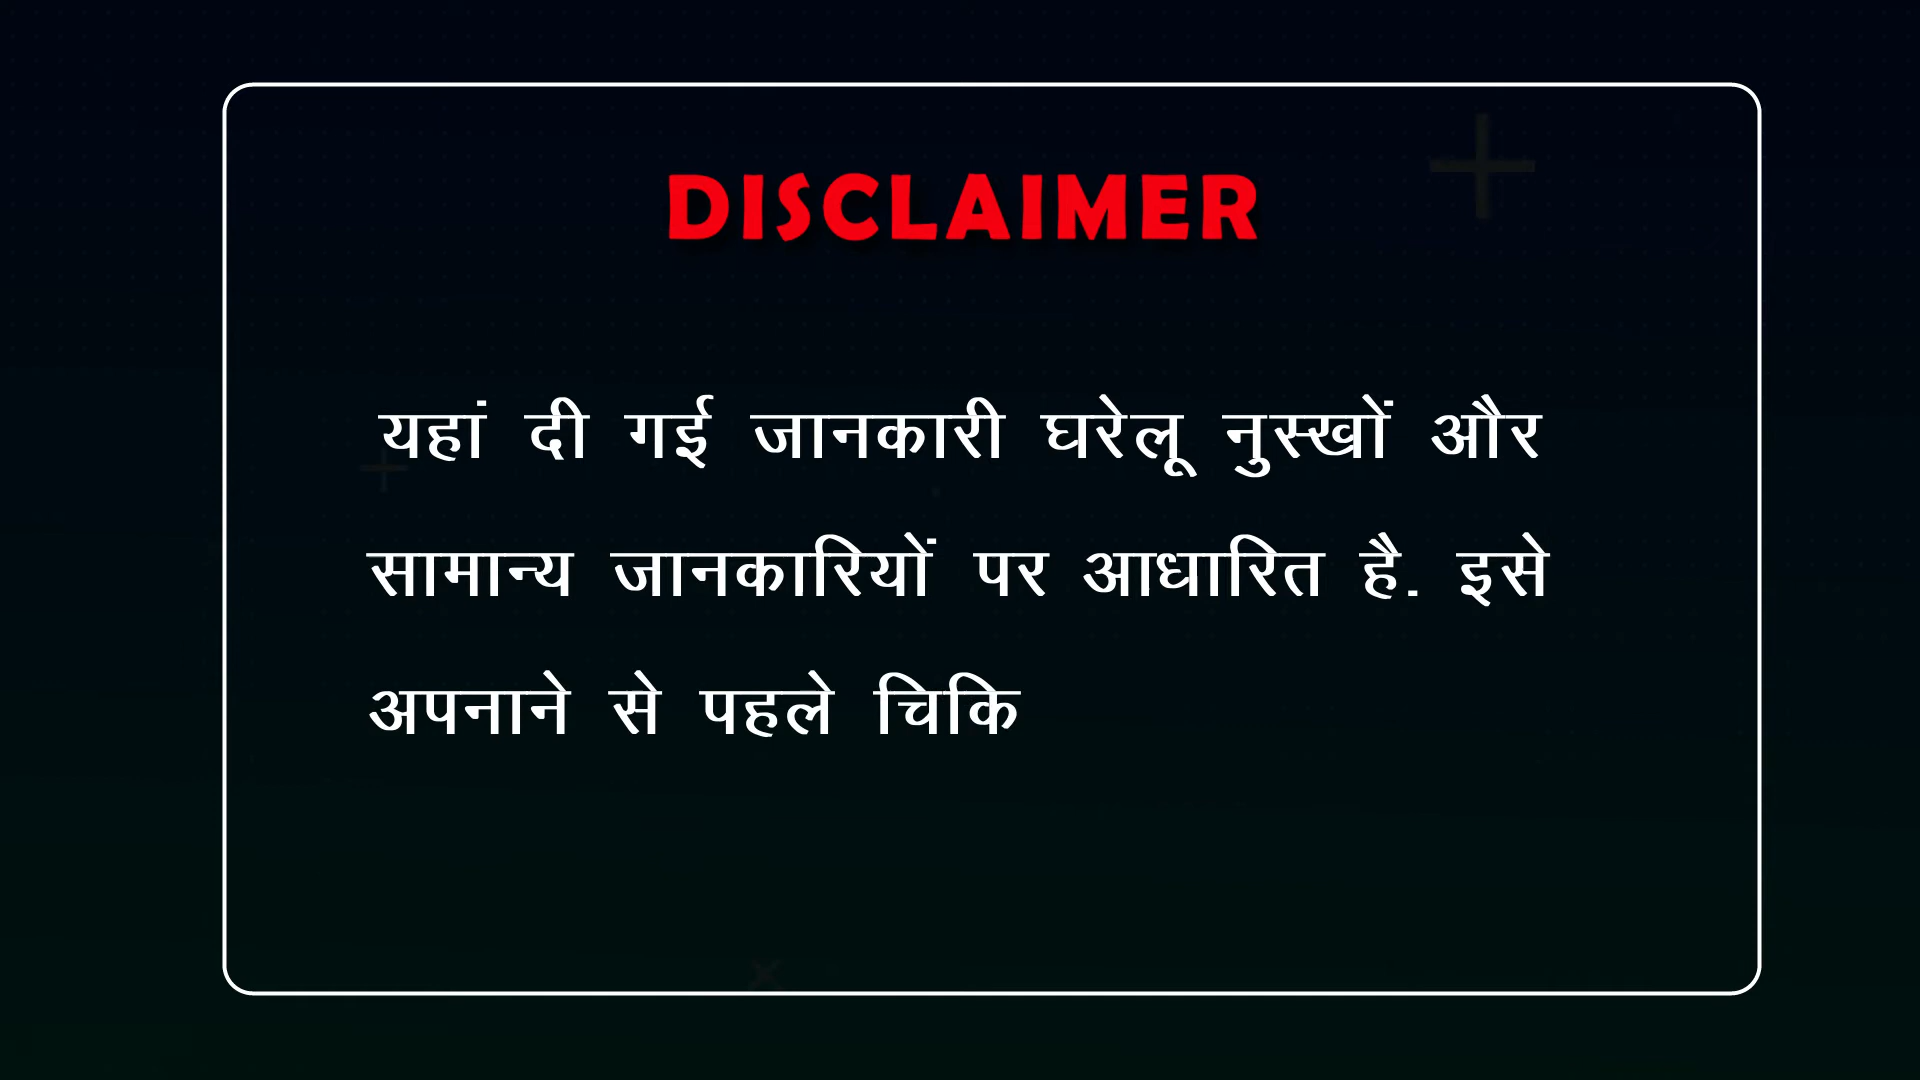 DISCLAIMER
यहां दी गई जानकारी घरेलू नुस्खों और
सामान्य जानकारियों पर आधारित है. इसे
अपनाने से पहले चिकि